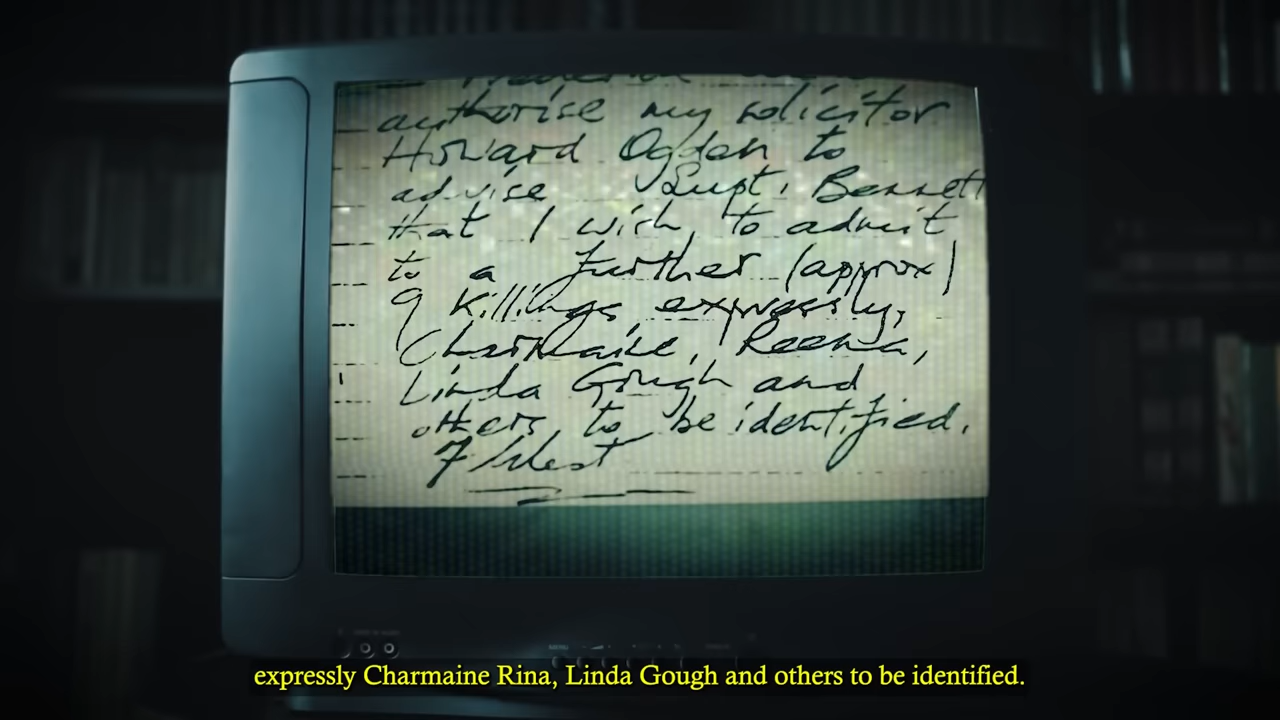 authorise my solicitor
Howard Ogden to
advise Supt. Bennett
that I wish to admit
to a further (approx)
9 killings expressly,
Charmaine, Reena,
Linda Gough and
others to be identified.
F West
expressly Charmaine Rina, Linda Gough and others to be identified.